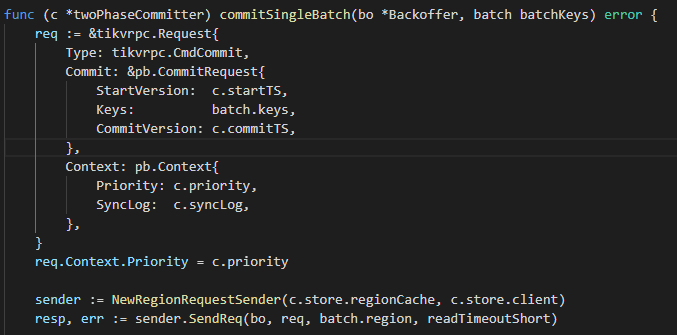 func (c *twoPhaseCommitter) commitSingleBatch(bo *Backoffer, batch batchKeys) error {
    req := &tikvrpc.Request{
        Type: tikvrpc.CmdCommit,
        Commit: &pb.CommitRequest{
            StartVersion:  c.startTS,
            Keys:          batch.keys,
            CommitVersion: c.commitTS,
        },
        Context: pb.Context{
            Priority: c.priority,
            SyncLog:  c.syncLog,
        },
    }
    req.Context.Priority = c.priority

    sender := NewRegionRequestSender(c.store.regionCache, c.store.client)
    resp, err := sender.SendReq(bo, req, batch.region, readTimeoutShort)